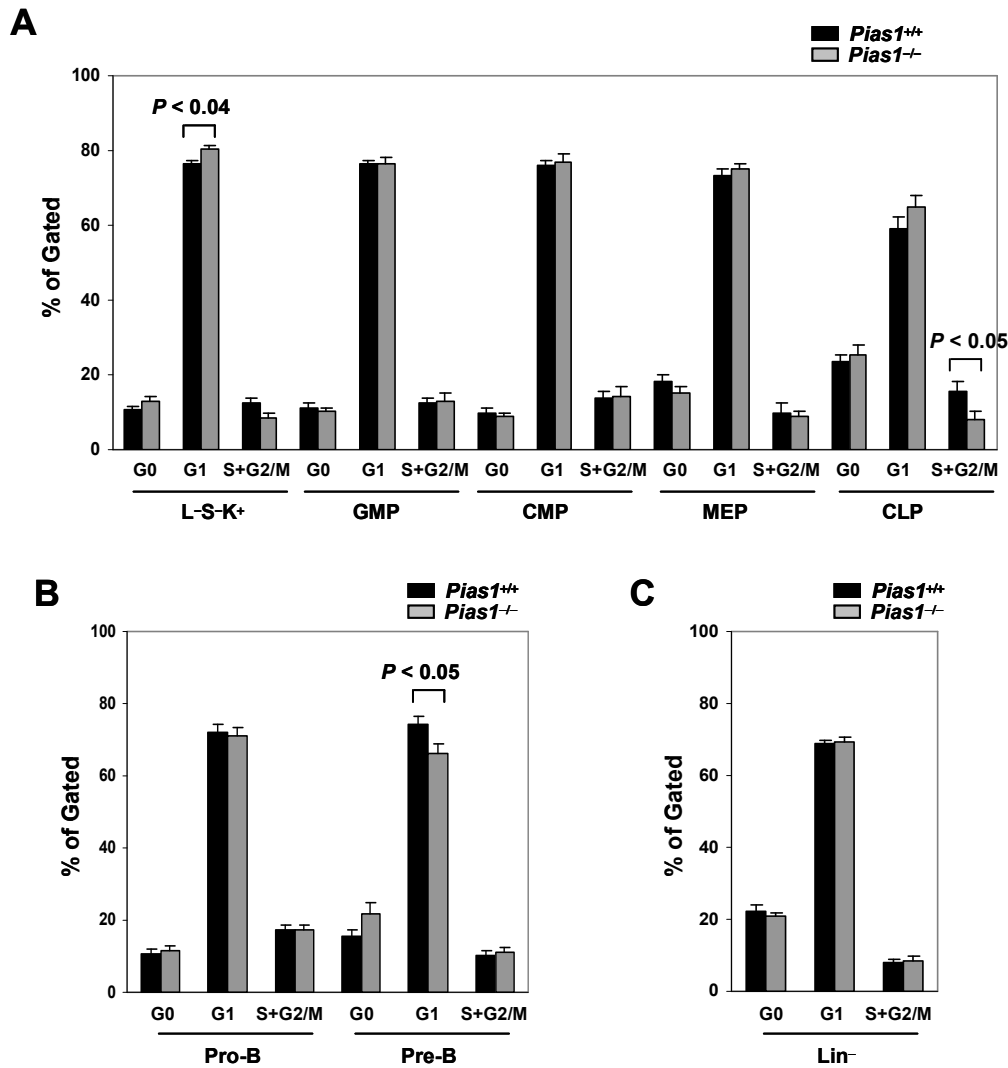 A
Pias1+/+
Pias1−/−
100
80
60
40
20
0
% of Gated
P < 0.04
P < 0.05
G0 G1 S+G2/M G0 G1 S+G2/M G0 G1 S+G2/M G0 G1 S+G2/M G0 G1 S+G2/M
L-S-K+ GMP CMP MEP CLP
B
Pias1+/+
Pias1−/−
100
80
60
40
20
0
% of Gated
P < 0.05
G0 G1 S+G2/M G0 G1 S+G2/M
Pro-B Pre-B
C
Pias1+/+
Pias1−/−
100
80
60
40
20
0
% of Gated
G0 G1 S+G2/M
Lin−